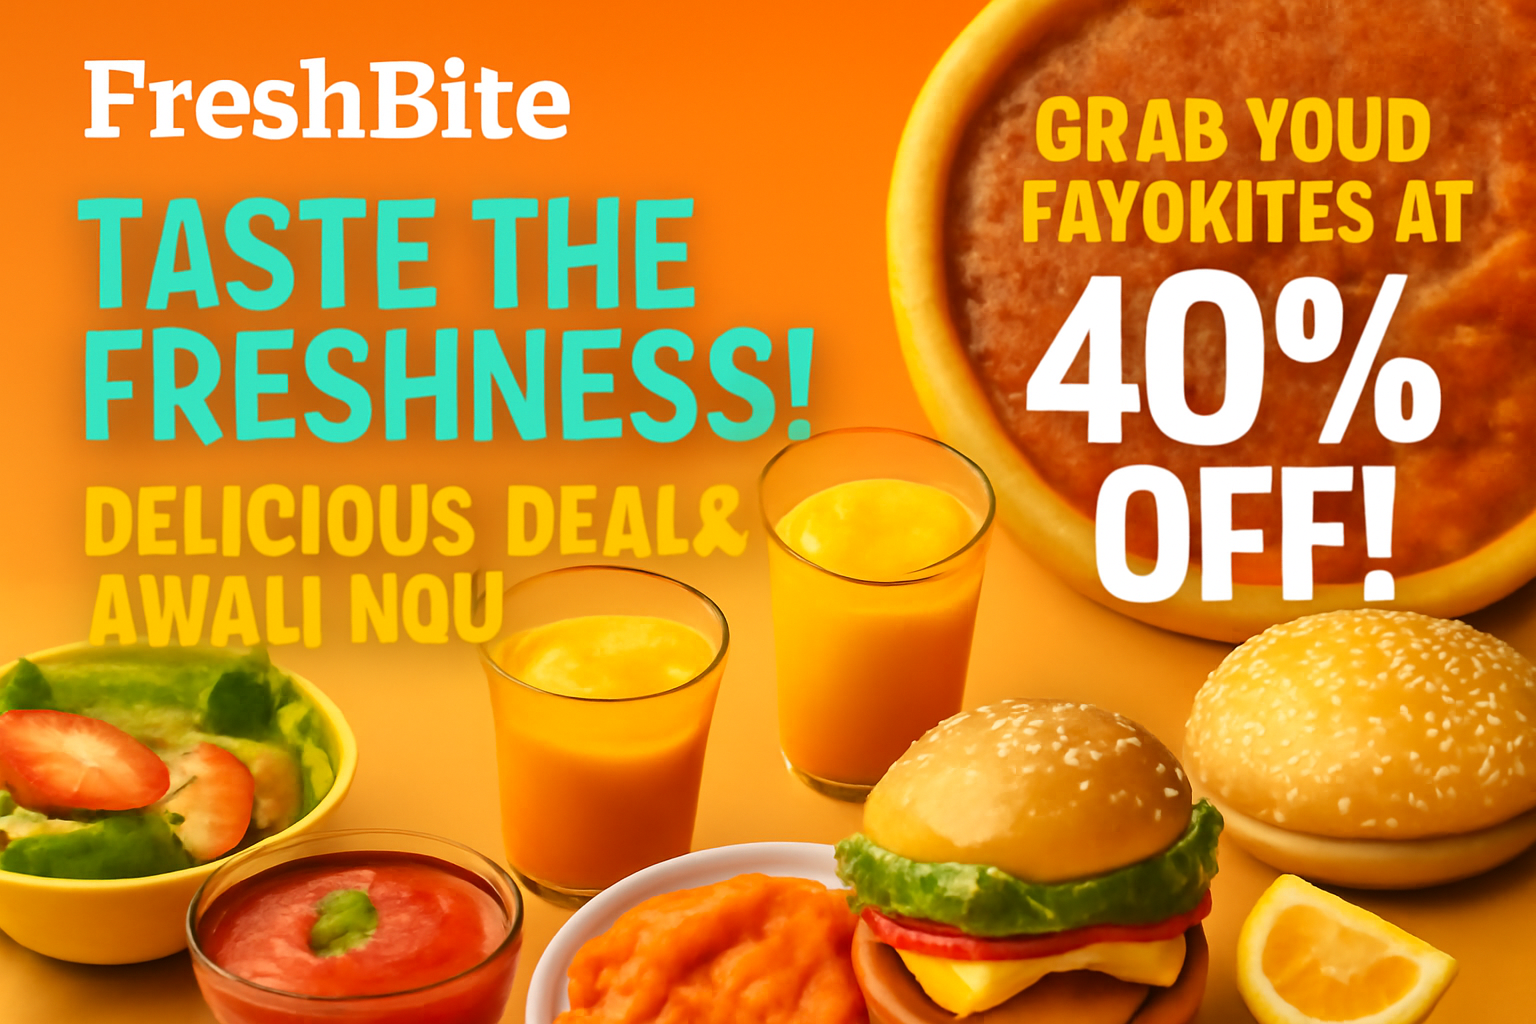 FreshBite
TASTE THE
FRESHNESS!
DELICIOUS DEAL&
AWALI NQU
GRAB YOUD
FAYOKITES AT
40%
OFF!